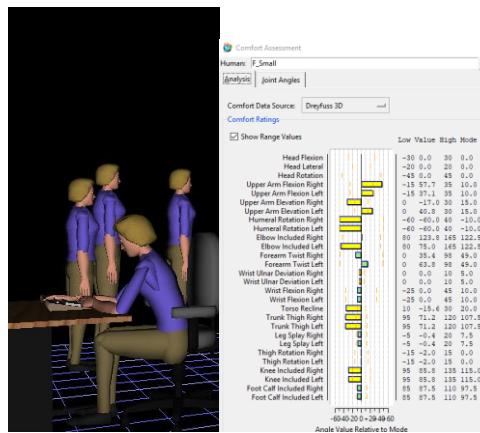 Comfort Assessment
Human: F_Small
Analysis Joint Angles
Comfort Data Source: Dreyfuss 3D
Comfort Ratings
Show Range Values Low Value High Mode
Head Flexion -30 0.0 30 0.0
Head Lateral -20 0.0 20 0.0
Head Rotation -45 0.0 45 0.0
Upper Arm Flexion Right -15 57.7 35 10.0
Upper Arm Flexion Left -15 37.1 35 10.0
Upper Arm Elevation Right 0 -17.0 30 15.0
Upper Arm Elevation Left 0 40.8 30 15.0
Humeral Rotation Right -60 -60.0 40 -10.0
Humeral Rotation Left -60 -60.0 40 -10.0
Elbow Included Right 80 123.8 165 122.5
Elbow Included Left 80 75.0 165 122.5
Forearm Twist Right 0 35.4 98 49.0
Forearm Twist Left 0 63.8 98 49.0
Wrist Ulnar Deviation Right 0 0.0 10 5.0
Wrist Ulnar Deviation Left 0 0.0 10 5.0
Wrist Flexion Right -25 0.0 45 10.0
Wrist Flexion Left -25 0.0 45 10.0
Torso Recline 10 -15.6 30 20.0
Trunk Thigh Right 95 71.2 120 107.5
Trunk Thigh Left 95 71.2 120 107.5
Leg Splay Right -5 -0.4 20 7.5
Leg Splay Left -5 -0.4 20 7.5
Thigh Rotation Right -15 -2.0 15 0.0
Thigh Rotation Left -15 -2.0 15 0.0
Knee Included Right 95 85.8 135 115.0
Knee Included Left 95 85.8 135 115.0
Foot Calf Included Right 85 87.5 110 97.5
Foot Calf Included Left 85 87.5 110 97.5
-60-40-20 0 +20+40+60
Angle Value Relative to Mode